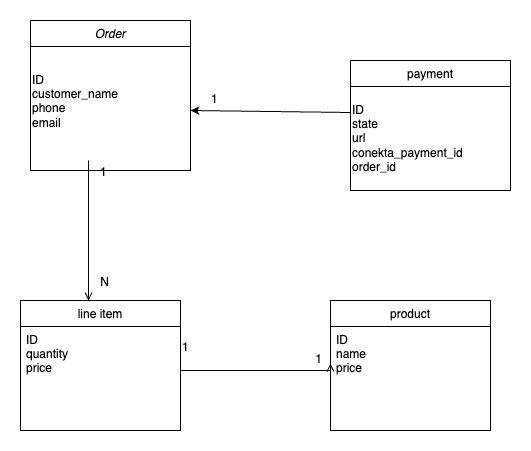 Order
ID
customer_name
phone
email
1
payment
ID
state
url
conekta_payment_id
order_id
1
N
line item
ID
quantity
price
1
1
product
ID
name
price